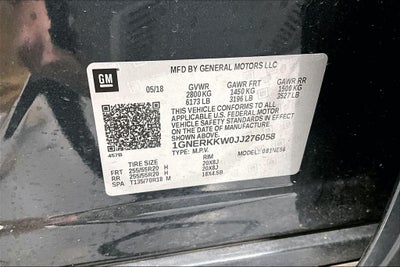 GM
MFD BY GENERAL MOTORS LLC
05/18 GVWR GAWR FRT GAWR RR
2800 KG 1450 KG 1500 KG
6173 LB 3196 LB 3527 LB
THIS VEHICLE CONFORMS TO ALL
APPLICABLE U.S. FEDERAL MOTOR
VEHICLE SAFETY STANDARDS IN EFFECT
ON THE DATE OF MANUFACTURE
SHOWN ABOVE.
1GNERKKW0JJ276058
TYPE: M.P.V. MODEL:
TIRE SIZE RIM
FRT 255/55R20 H 20X8J
RR 255/55R20 H 20X8J
SPA T135/70R18 M 18X4.5B